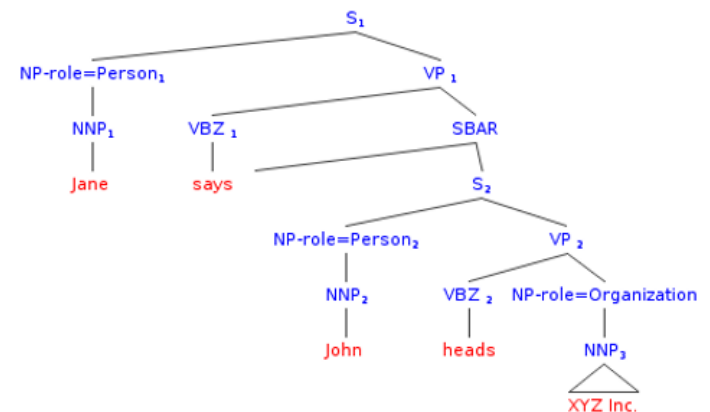 S1
NP-role=Person1 VP 1
NNP1 VBZ 1 SBAR
Jane says S2
NP-role=Person2 VP 2
NNP2 VBZ 2 NP-role=Organization
John heads NNP3
XYZ Inc.